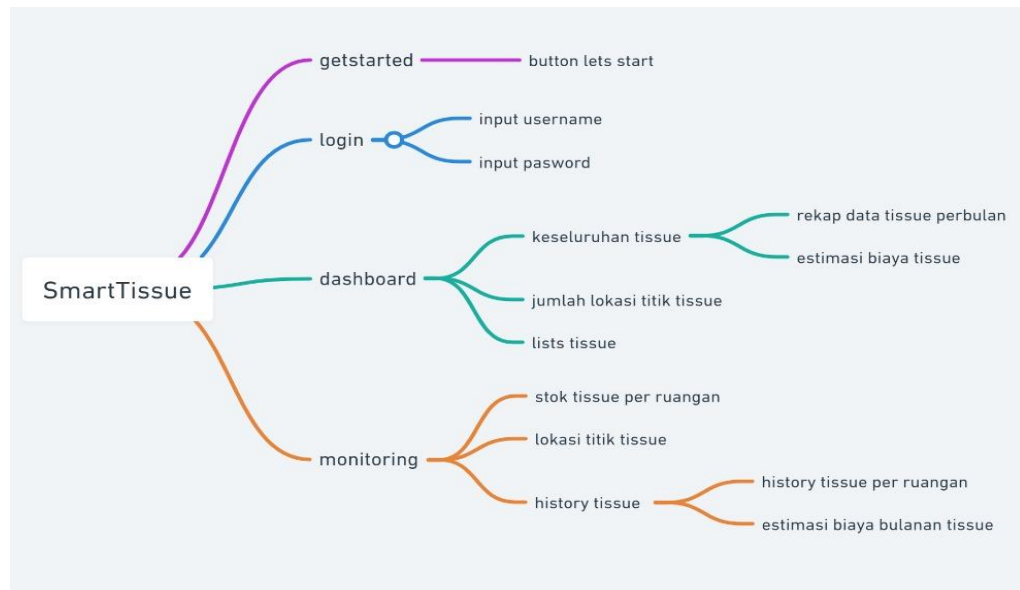 SmartTissue
getstarted
button lets start
login
input username
input pasword
dashboard
keseluruhan tissue
rekap data tissue perbulan
estimasi biaya tissue
jumlah lokasi titik tissue
lists tissue
monitoring
stok tissue per ruangan
lokasi titik tissue
history tissue
history tissue per ruangan
estimasi biaya bulanan tissue